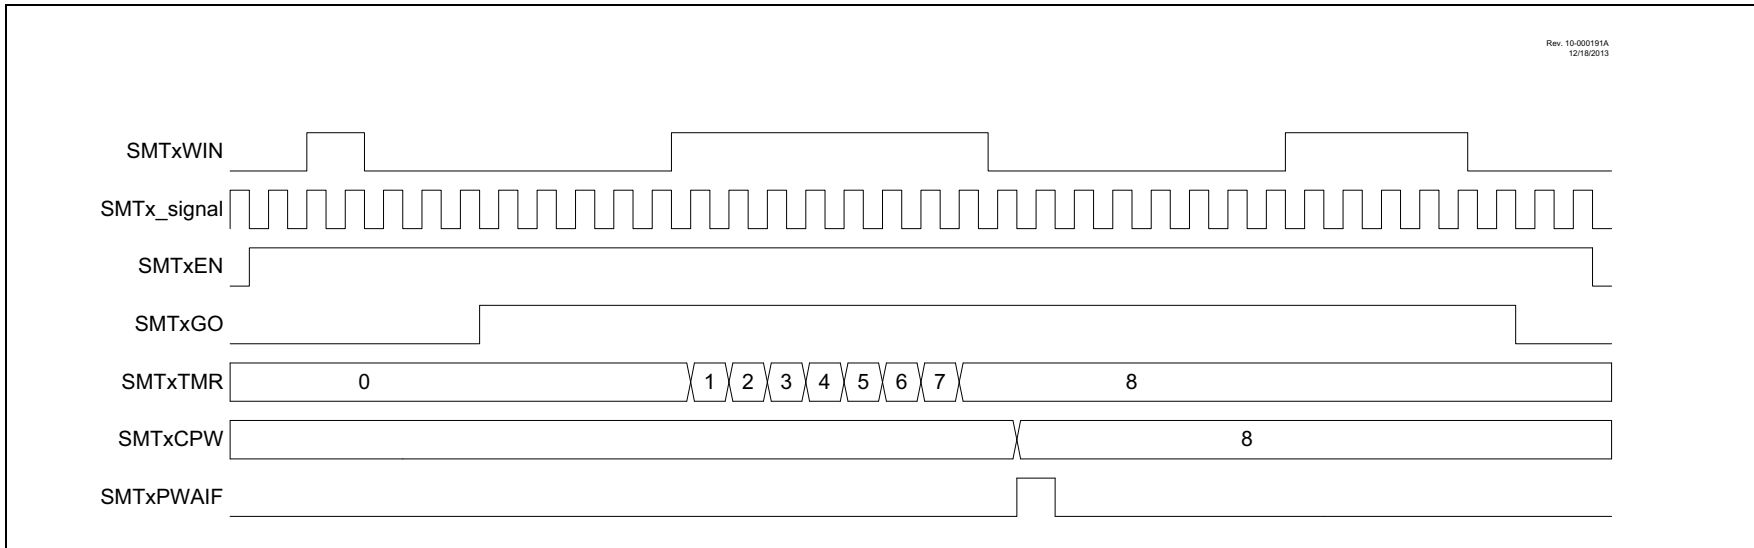 Rev. 10-000191A
12/18/2013
SMTxWIN
SMTx_signal
SMTxEN
SMTxGO
SMTxTMR 0 1 2 3 4 5 6 7 8
SMTxCPW 8
SMTxPWAIF